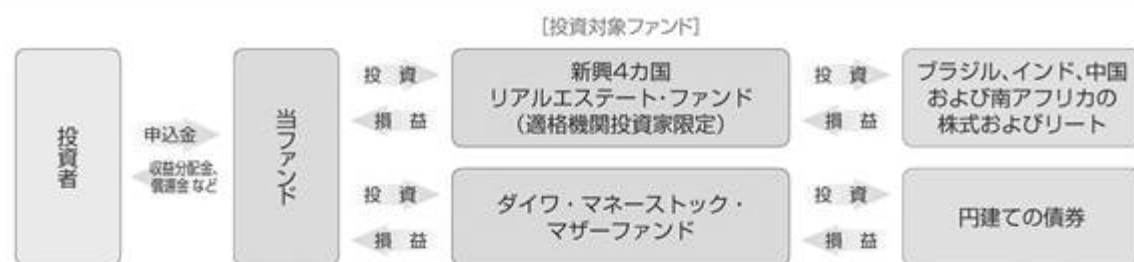 [投資対象ファンド]
投資者
申込金
収益分配金、
償還金 など
当ファンド
投 資
損 益
新興4カ国
リアルエステート・ファンド
(適格機関投資家限定)
投 資
損 益
ブラジル、インド、中国
および南アフリカの
株式およびリート
投 資
損 益
ダイワ・マネーストック・
マザーファンド
投 資
損 益
円建ての債券